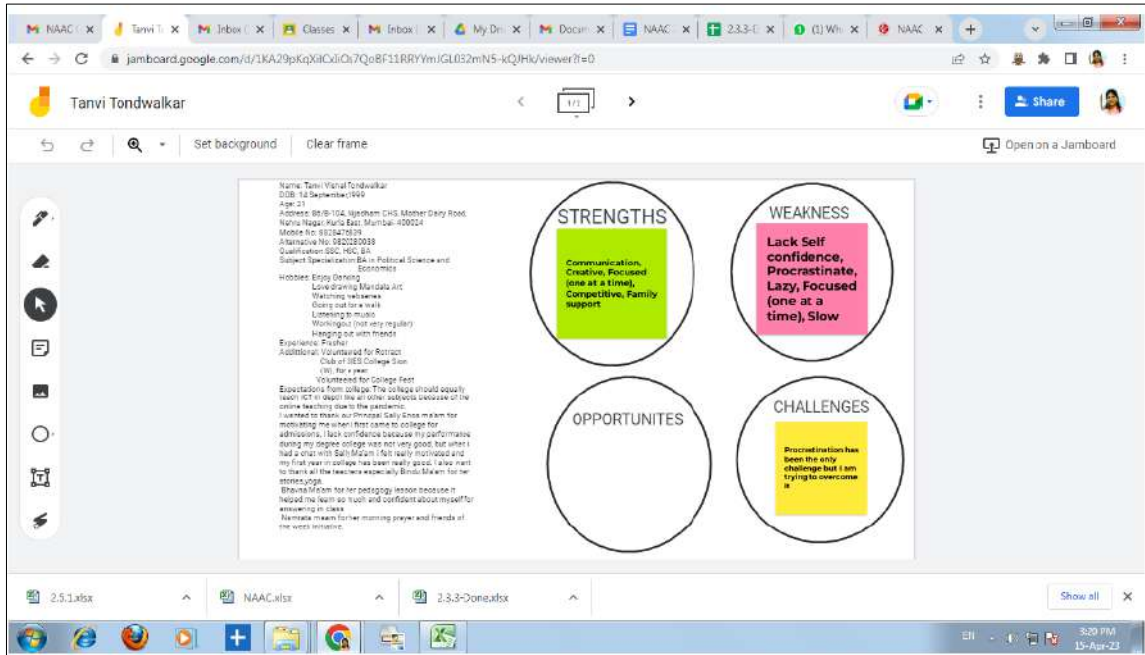 NAAC
Tanvi T
Inbox
Classes
Inbox
My Dri
Docum
NAAC
2.3.3-
(1) Wh
NAAC
jamboard.google.com/d/
/viewer?f=0
Tanvi Tondwalkar
1/1
Share
Set background
Clear frame
Open on a Jamboard
Name: Tanvi Vishal Tondwalkar
DOB: 14 September,1999
Age: 21
Address: CHS, Mother Dairy Road,
Nehru Nagar, Kurla East, Mumbai- 400024
Mobile No:
Alternative No:
Qualification: SSC, HSC, BA
Subject Specialization: BA in Political Science and
Economics
Hobbies: Enjoy Dancing
Love drawing Mandala Art
Watching webseries
Going out for a walk
Listening to music
Workingout (not very regular)
Hanging out with friends
Experience: Fresher
Additional: Volunteered for Rotract
Club of SIES College Sion
(W), for a year
Volunteered for College Fest
Expectations from college: The college should equally
teach ICT in depth like all other subjects because of the
online teaching due to the pandemic.
I wanted to thank our Principal Sally Enos ma'am for
motivating me when I first came to college for
admissions, I lack confidence because my performance
during my degree college was not very good, but when I
had a chat with Sally Ma'am I felt really motivated and
my first year in college has been really good. I also want
to thank all the teachers especially Bindu Ma'am for her
stories,yoga.
Bhavna Ma'am for her pedagogy lesson because it
helped me learn so much and confident about myself for
answering in class
Namrata maam for her morning prayer and friends of
the week initiative.
STRENGTHS
Communication,
Creative, Focused
(one at a time),
Competitive, Family
support
WEAKNESS
Lack Self
confidence,
Procrastinate,
Lazy, Focused
(one at a
time), Slow
OPPORTUNITES
CHALLENGES
Procrastination has
been the only
challenge but I am
trying to overcome
it
2.5.1.xlsx
NAAC.xlsx
2.3.3-Done.xlsx
Show all
EN
3:20 PM
15-Apr-23